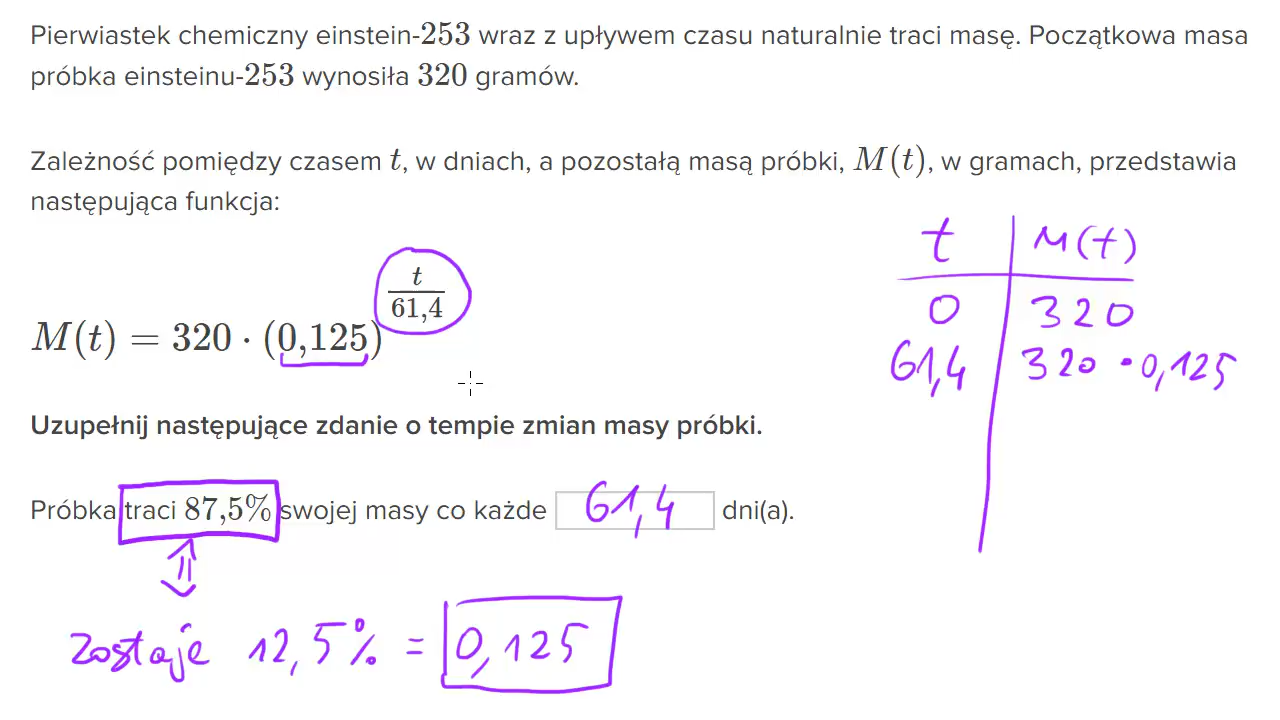 Pierwiastek chemiczny einstein-253 wraz z upływem czasu naturalnie traci masę. Początkowa masa
próbka einsteinu-253 wynosiła 320 gramów.
Zależność pomiędzy czasem t, w dniach, a pozostałą masą próbki, M(t), w gramach, przedstawia
następująca funkcja:
M(t) = 320 · (0,125)^(t/61,4)
t | M(t)
0 | 320
61,4 | 320 · 0,125
Uzupełnij następujące zdanie o tempie zmian masy próbki.
Próbka traci 87,5% swojej masy co każde 61,4 dni(a).
zostaje 12,5% = 0,125